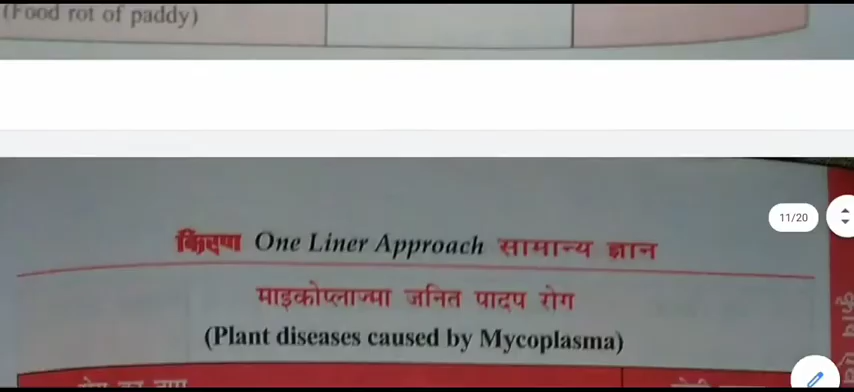 (Food rot of paddy)
11/20
किरण One Liner Approach सामान्य ज्ञान
माइकोप्लाज्मा जनित पादप रोग
(Plant diseases caused by Mycoplasma)